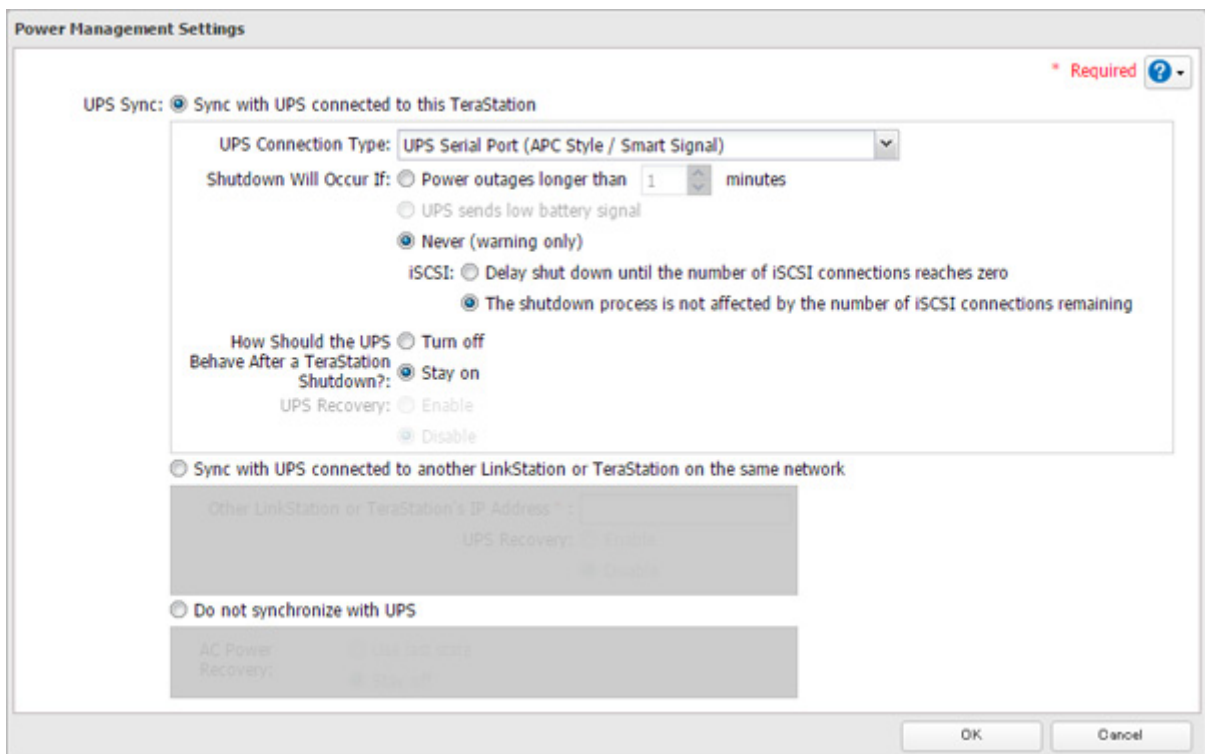 Power Management Settings
* Required
UPS Sync: Sync with UPS connected to this TeraStation
UPS Connection Type: UPS Serial Port (APC Style / Smart Signal)
Shutdown Will Occur If: Power outages longer than 1 minutes
UPS sends low battery signal
Never (warning only)
iSCSI: Delay shut down until the number of iSCSI connections reaches zero
The shutdown process is not affected by the number of iSCSI connections remaining
How Should the UPS Turn off
Behave After a TeraStation
Shutdown?: Stay on
UPS Recovery: Enable
Disable
Sync with UPS connected to another LinkStation or TeraStation on the same network
Other LinkStation or TeraStation's IP Address * :
UPS Recovery: Enable
Disable
Do not synchronize with UPS
AC Power
Recovery:
Stay off
OK Cancel